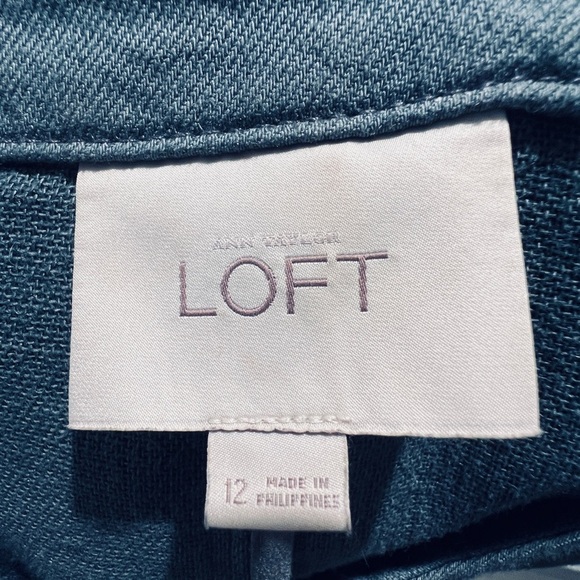 ANN TAYLOR
LOFT
12 MADE IN
PHILIPPINES